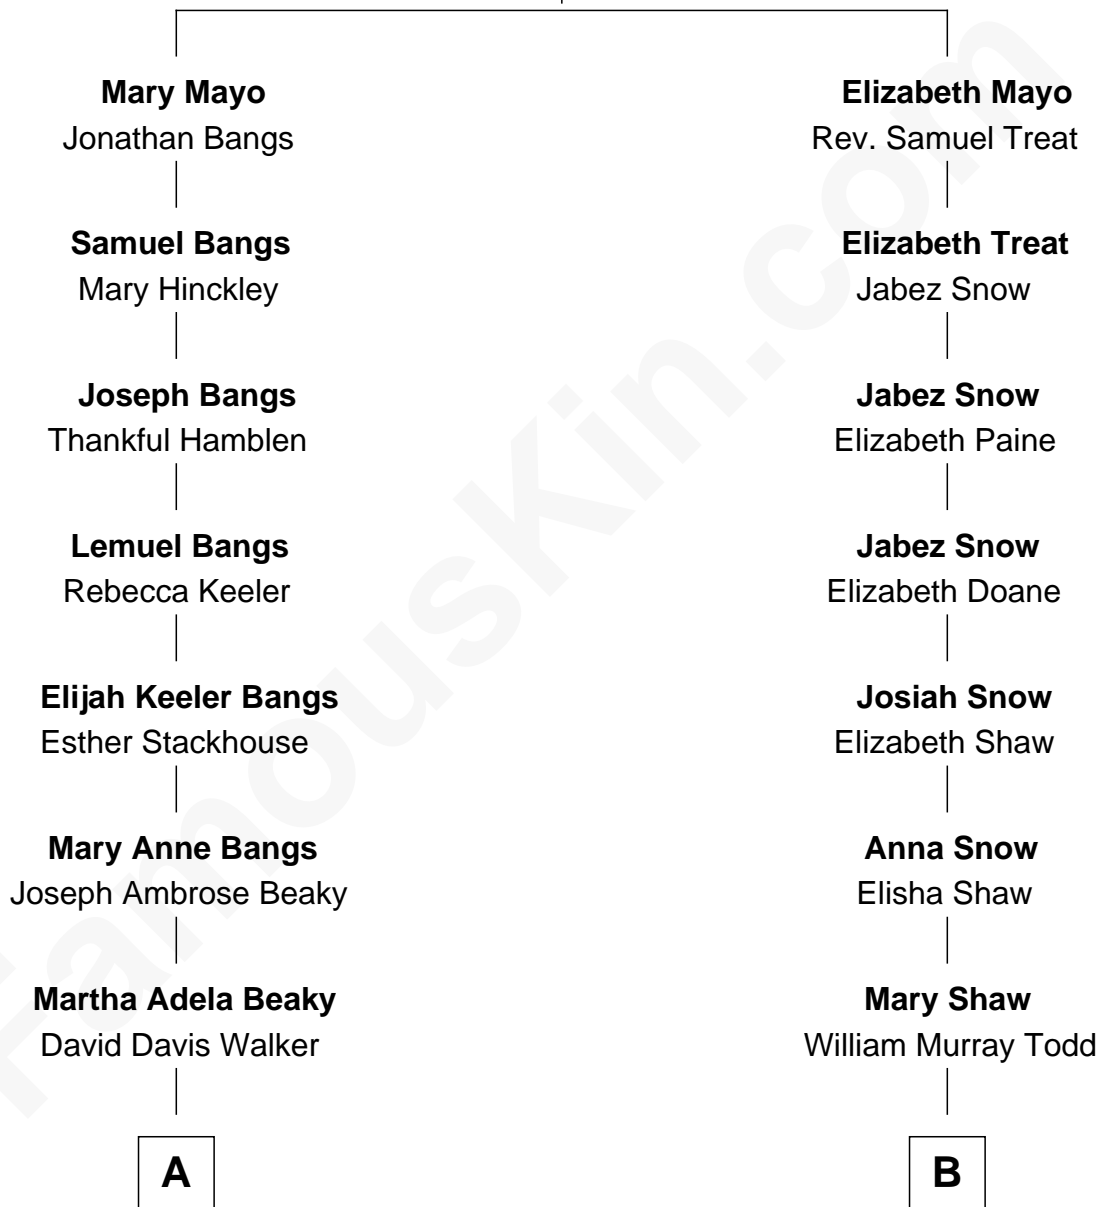 Mary Mayo
Jonathan Bangs
Samuel Bangs
Mary Hinckley
Joseph Bangs
Thankful Hamblen
Lemuel Bangs
Rebecca Keeler
Elijah Keeler Bangs
Esther Stackhouse
Mary Anne Bangs
Joseph Ambrose Beaky
Martha Adela Beaky
David Davis Walker
A
Elizabeth Mayo
Rev. Samuel Treat
Elizabeth Treat
Jabez Snow
Jabez Snow
Elizabeth Paine
Jabez Snow
Elizabeth Doane
Josiah Snow
Elizabeth Shaw
Anna Snow
Elisha Shaw
Mary Shaw
William Murray Todd
B
FamousKin.com